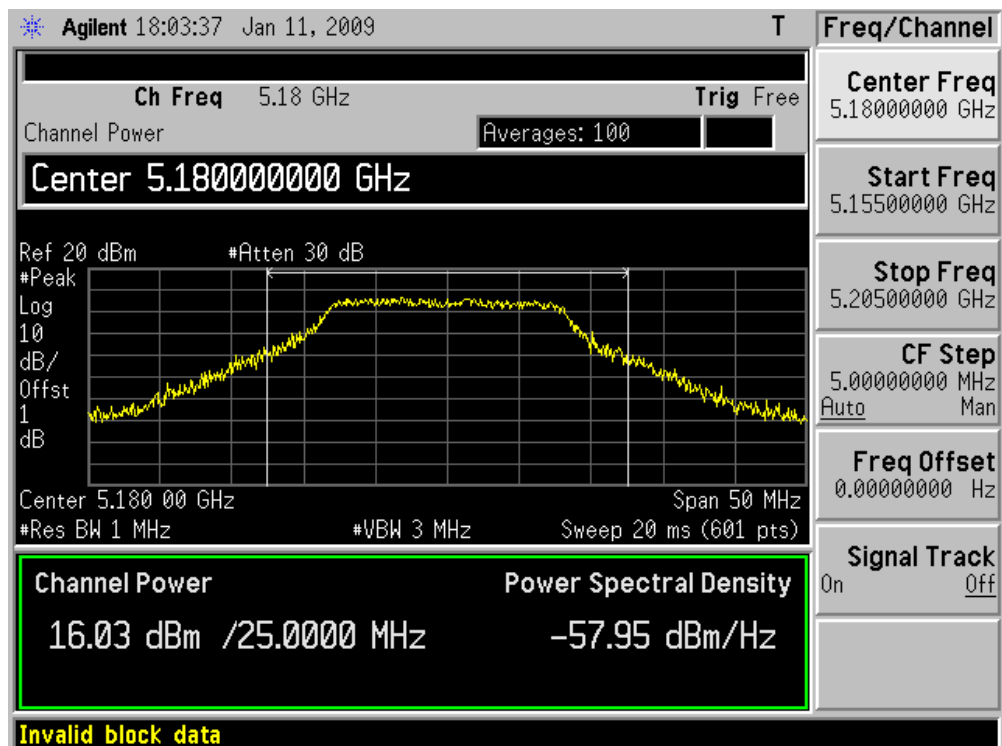 Agilent 18:03:37 Jan 11, 2009 T
Ch Freq 5.18 GHz Trig Free
Channel Power Averages: 100
Center 5.180000000 GHz
Ref 20 dBm #Atten 30 dB
#Peak
Log
10
dB/
Offst
1
dB
Center 5.180 00 GHz Span 50 MHz
#Res BW 1 MHz #VBW 3 MHz Sweep 20 ms (601 pts)
Channel Power Power Spectral Density
16.03 dBm /25.0000 MHz -57.95 dBm/Hz
Freq/Channel
Center Freq
5.18000000 GHz
Start Freq
5.15500000 GHz
Stop Freq
5.20500000 GHz
CF Step
5.00000000 MHz
Auto Man
Freq Offset
0.00000000 Hz
Signal Track
On Off
Invalid block data